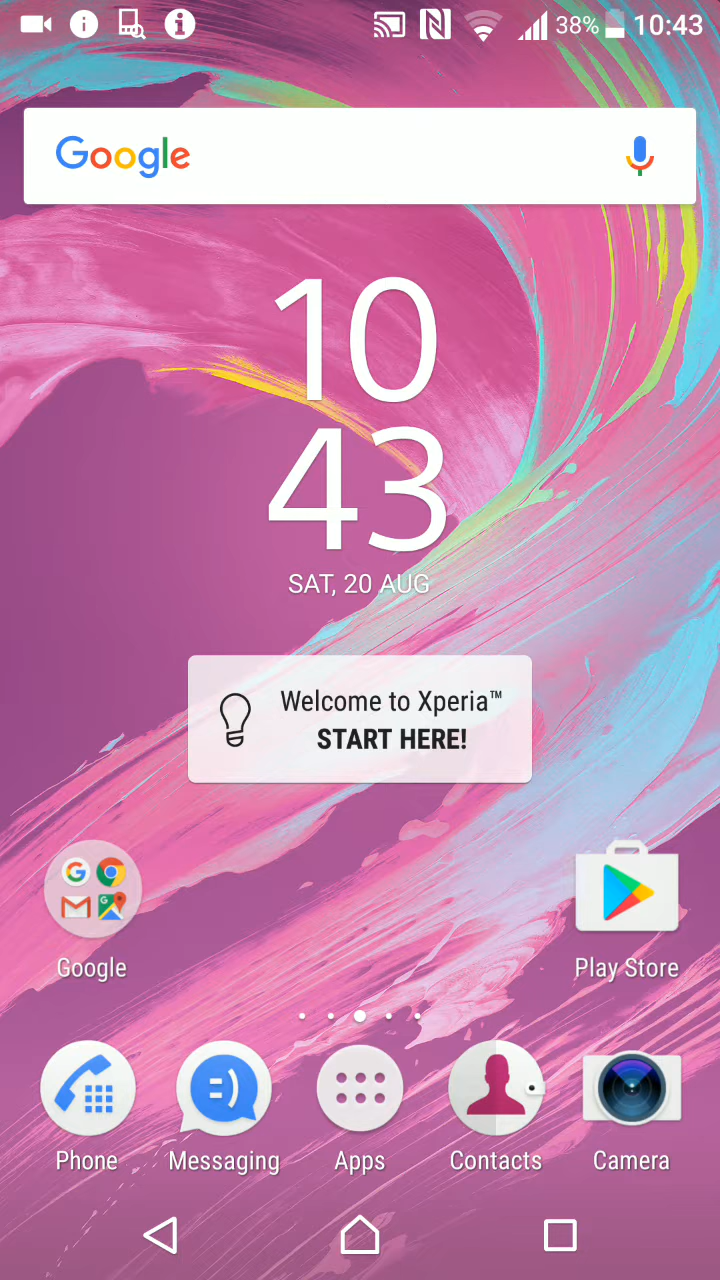 38% 10:43
Google
10
43
SAT, 20 AUG
Welcome to Xperia™
START HERE!
Google
Play Store
Phone
Messaging
Apps
Contacts
Camera